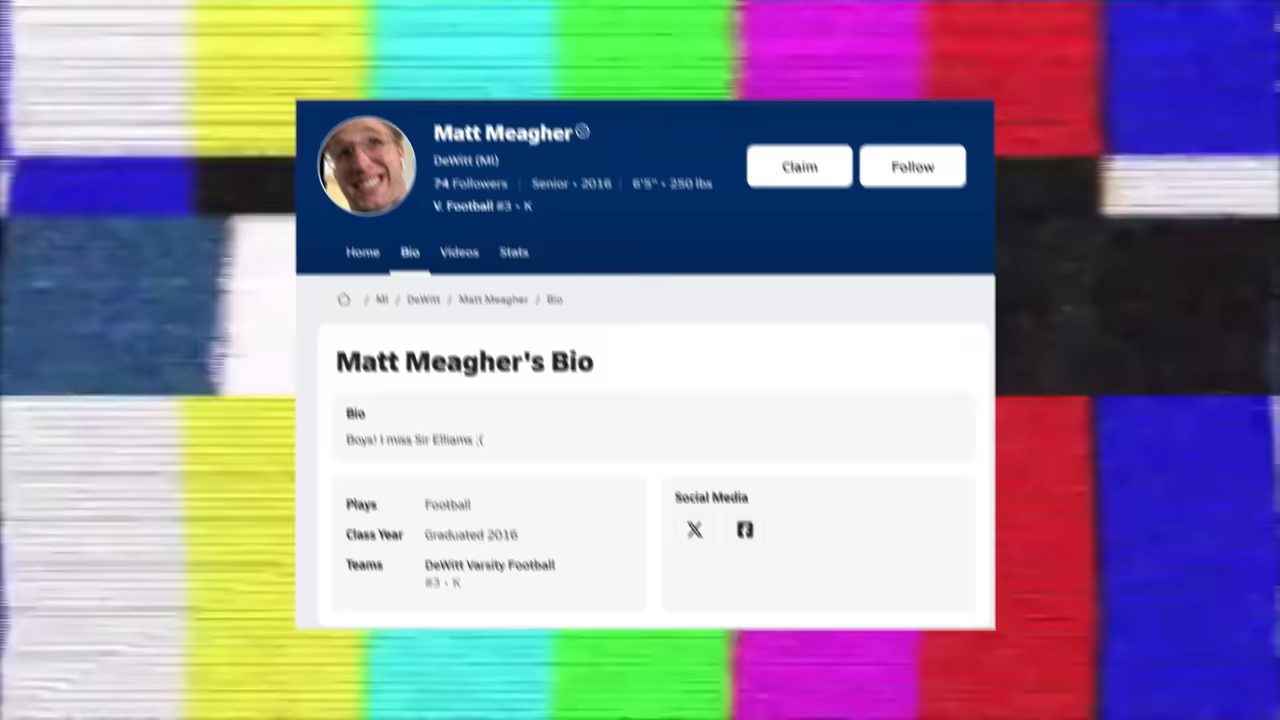 Matt Meagher
DeWitt (MI)
74 Followers | Senior • 2016 | 6'5" • 250 lbs
V. Football #3 • K
Claim
Follow
Home Bio Videos Stats
/ MI / DeWitt / Matt Meagher / Bio
Matt Meagher's Bio
Bio
Boys! I miss Sir Elliams ;(
Plays Football
Class Year Graduated 2016
Teams DeWitt Varsity Football
#3 • K
Social Media